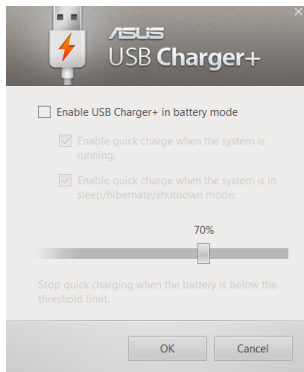 ASUS
USB Charger+
Enable USB Charger+ in battery mode
Enable quick charge when the system is
running.
Enable quick charge when the system is in
sleep/hibernate/shutdown mode.
70%
Stop quick charging when the battery is below the
threshold limit.
OK
Cancel